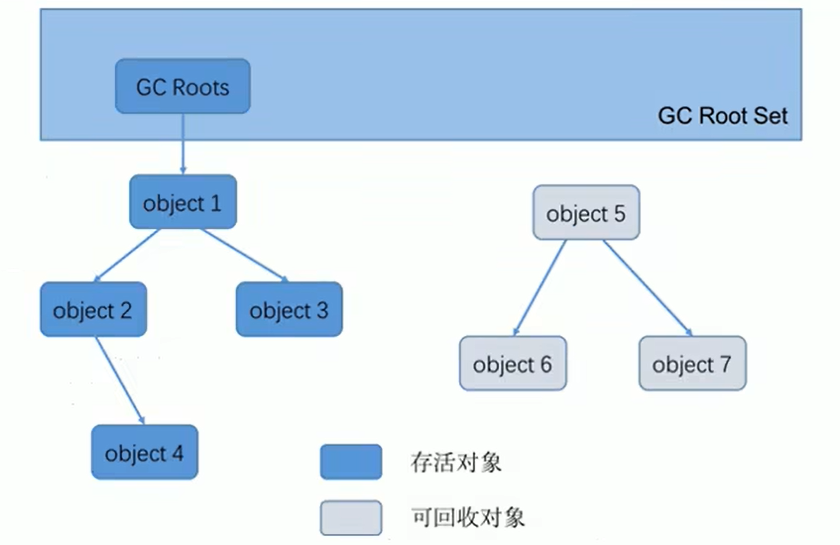 GC Roots
GC Root Set
object 1
object 5
object 2
object 3
object 6
object 7
object 4
存活对象
可回收对象